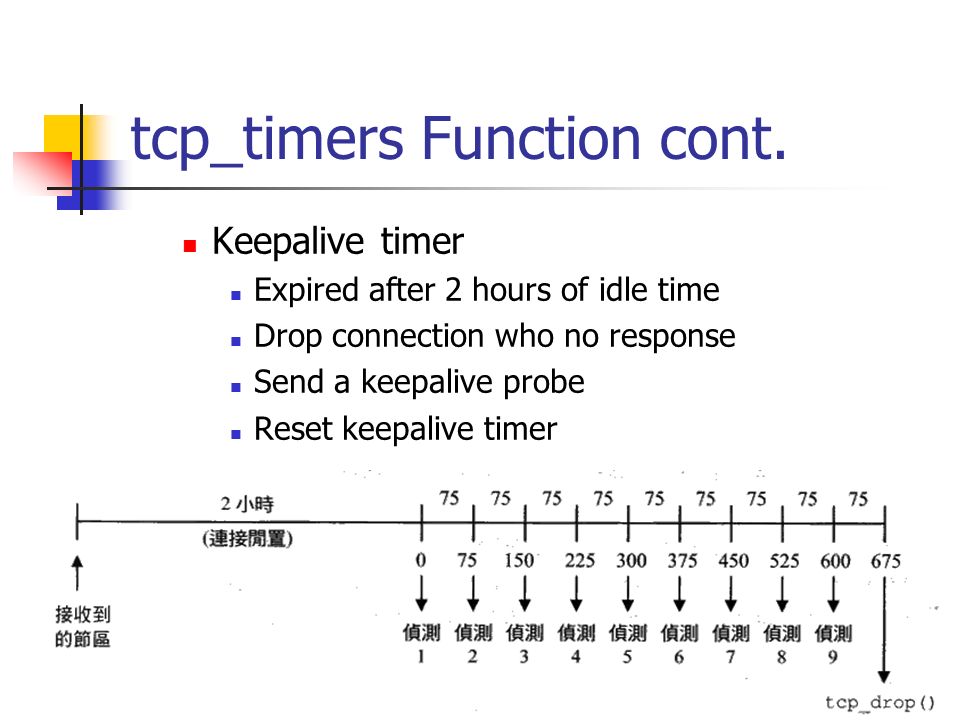 tcp_timers Function cont.
Keepalive timer
Expired after 2 hours of idle time
Drop connection who no response
Send a keepalive probe
Reset keepalive timer
75 75 75 75 75 75 75 75 75
2 小時
(連接閒置)
0 75 150 225 300 375 450 525 600 675
接收到
的節區
偵測 偵測 偵測 偵測 偵測 偵測 偵測 偵測 偵測
1 2 3 4 5 6 7 8 9
tcp_drop()